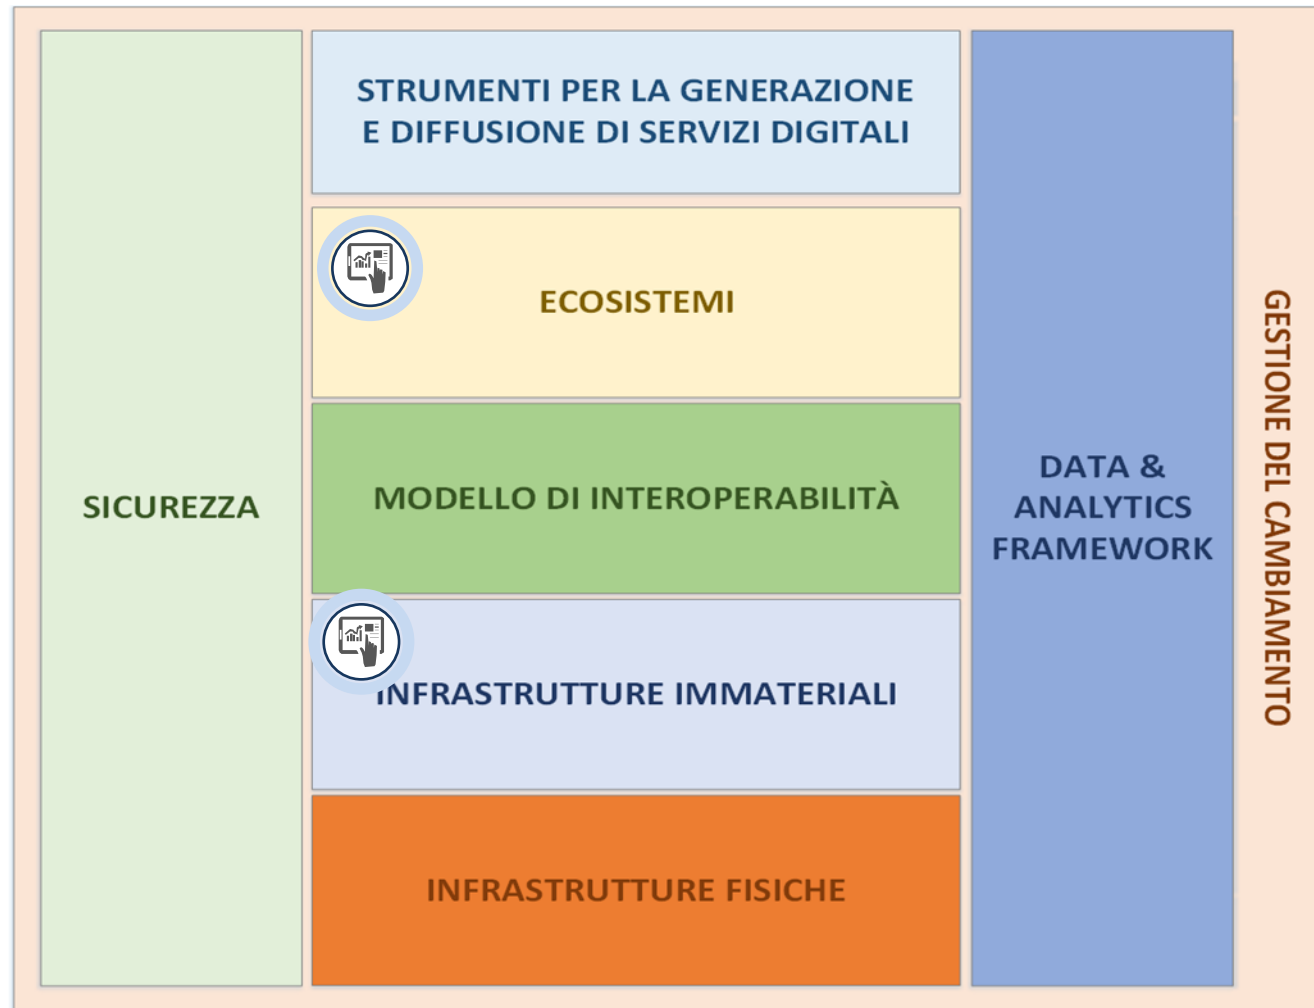 STRUMENTI PER LA GENERAZIONE
E DIFFUSIONE DI SERVIZI DIGITALI
ECOSISTEMI
SICUREZZA
MODELLO DI INTEROPERABILITÀ
DATA &
ANALYTICS
FRAMEWORK
INFRASTRUTTURE IMMATERIALI
INFRASTRUTTURE FISICHE
GESTIONE DEL CAMBIAMENTO